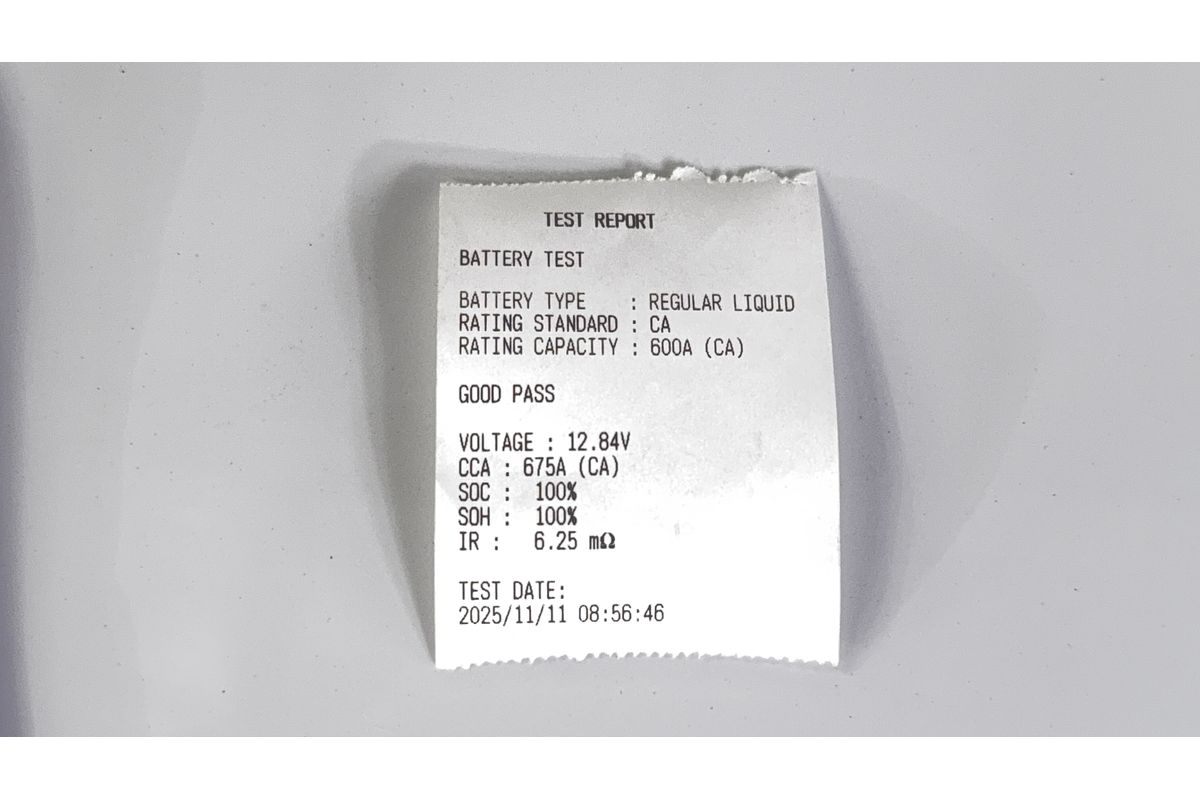 TEST REPORT
BATTERY TEST
BATTERY TYPE : REGULAR LIQUID
RATING STANDARD : CA
RATING CAPACITY : 600A (CA)
GOOD PASS
VOLTAGE : 12.84V
CCA : 675A (CA)
SOC : 100%
SOH : 100%
IR : 6.25 mΩ
TEST DATE:
2025/11/11 08:56:46